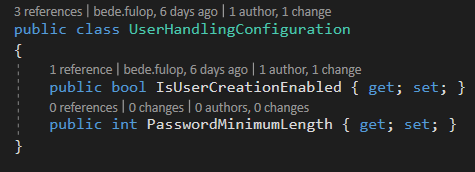 3 references | bede.fulop, 6 days ago | 1 author, 1 change
public class UserHandlingConfiguration
{
1 reference | bede.fulop, 6 days ago | 1 author, 1 change
public bool IsUserCreationEnabled { get; set; }
0 references | 0 changes | 0 authors, 0 changes
public int PasswordMinimumLength { get; set; }
}